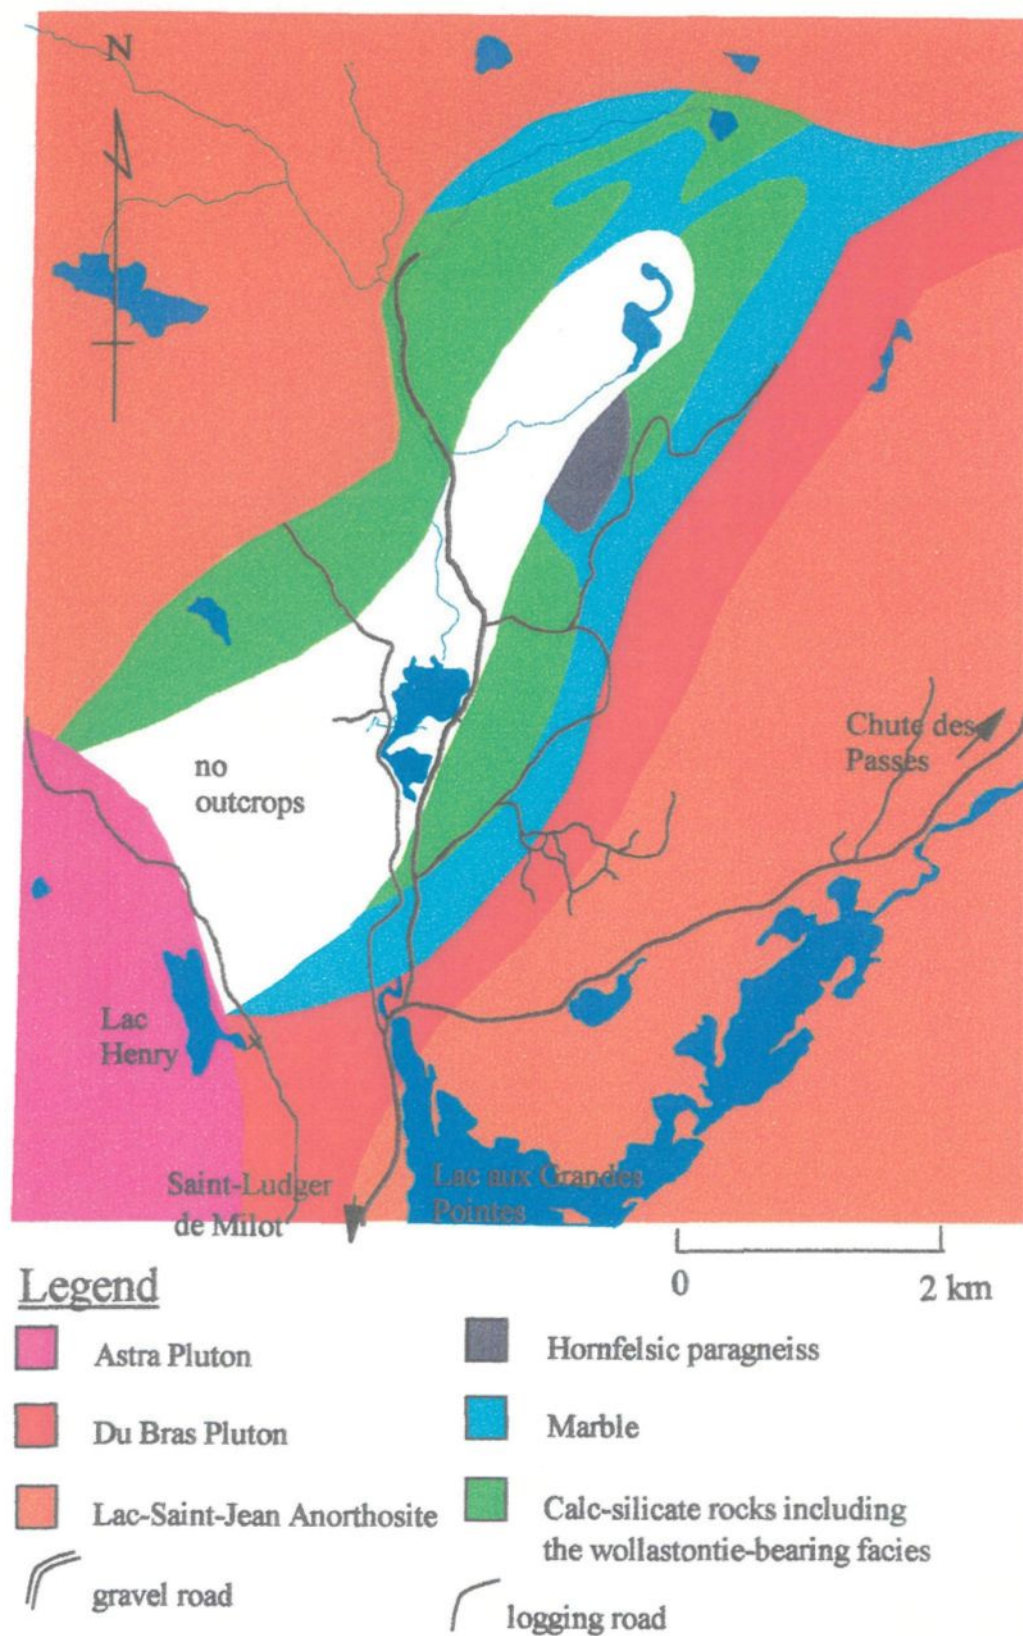 N
Chute des
Passes
no
outcrops
Lac
Henry
Saint-Ludger
de Milot
Lac aux Grandes
Pointes
0
2 km
Legend
Astra Pluton
Hornfelsic paragneiss
Du Bras Pluton
Marble
Lac-Saint-Jean Anorthosite
Calc-silicate rocks including
the wollastontie-bearing facies
gravel road
logging road